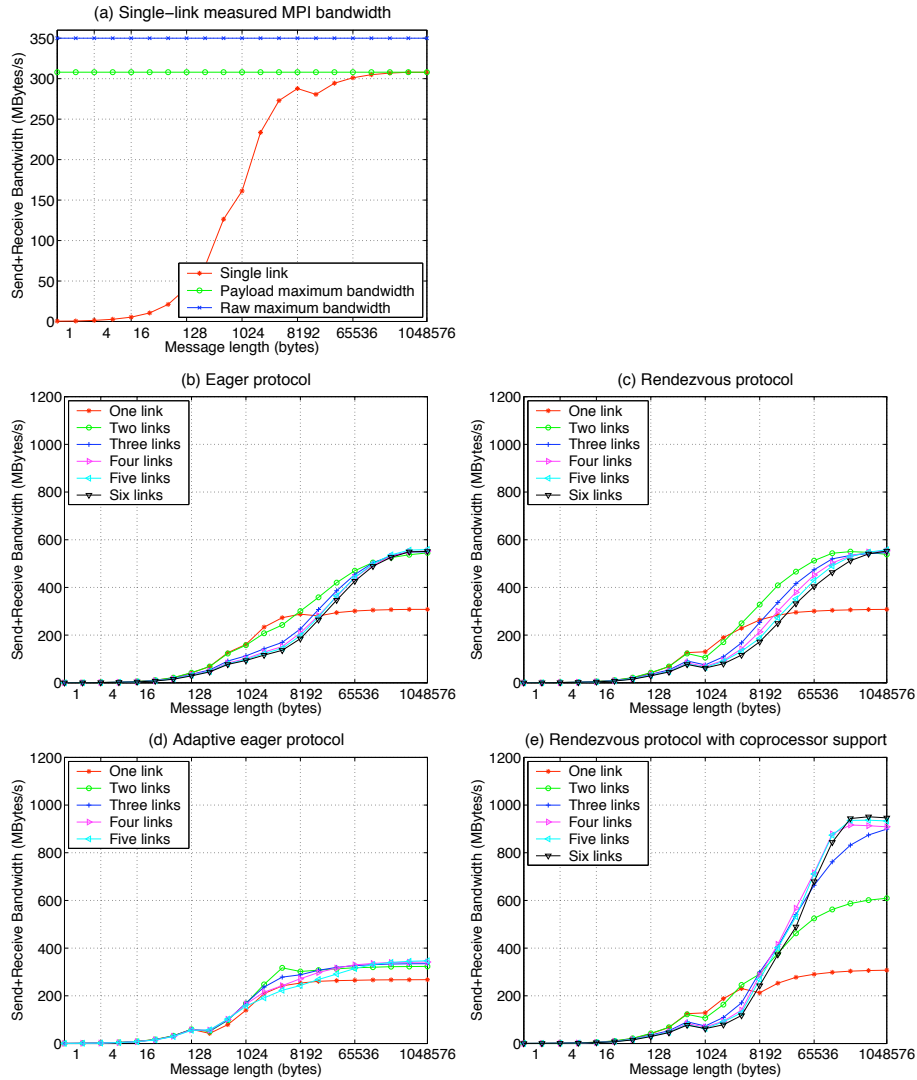 (a) Single-link measured MPI bandwidth
Send+Receive Bandwidth (MBytes/s)
350
300
250
200
150
100
50
0
Single link
Payload maximum bandwidth
Raw maximum bandwidth
1 4 16 128 1024 8192 65536 1048576
Message length (bytes)
(b) Eager protocol
Send+Receive Bandwidth (MBytes/s)
1200
1000
800
600
400
200
0
One link
Two links
Three links
Four links
Five links
Six links
1 4 16 128 1024 8192 65536 1048576
Message length (bytes)
(c) Rendezvous protocol
Send+Receive Bandwidth (MBytes/s)
1200
1000
800
600
400
200
0
One link
Two links
Three links
Four links
Five links
Six links
1 4 16 128 1024 8192 65536 1048576
Message length (bytes)
(d) Adaptive eager protocol
Send+Receive Bandwidth (MBytes/s)
1200
1000
800
600
400
200
0
One link
Two links
Three links
Four links
Five links
1 4 16 128 1024 8192 65536 1048576
Message length (bytes)
(e) Rendezvous protocol with coprocessor support
Send+Receive Bandwidth (MBytes/s)
1200
1000
800
600
400
200
0
One link
Two links
Three links
Four links
Five links
Six links
1 4 16 128 1024 8192 65536 1048576
Message length (bytes)